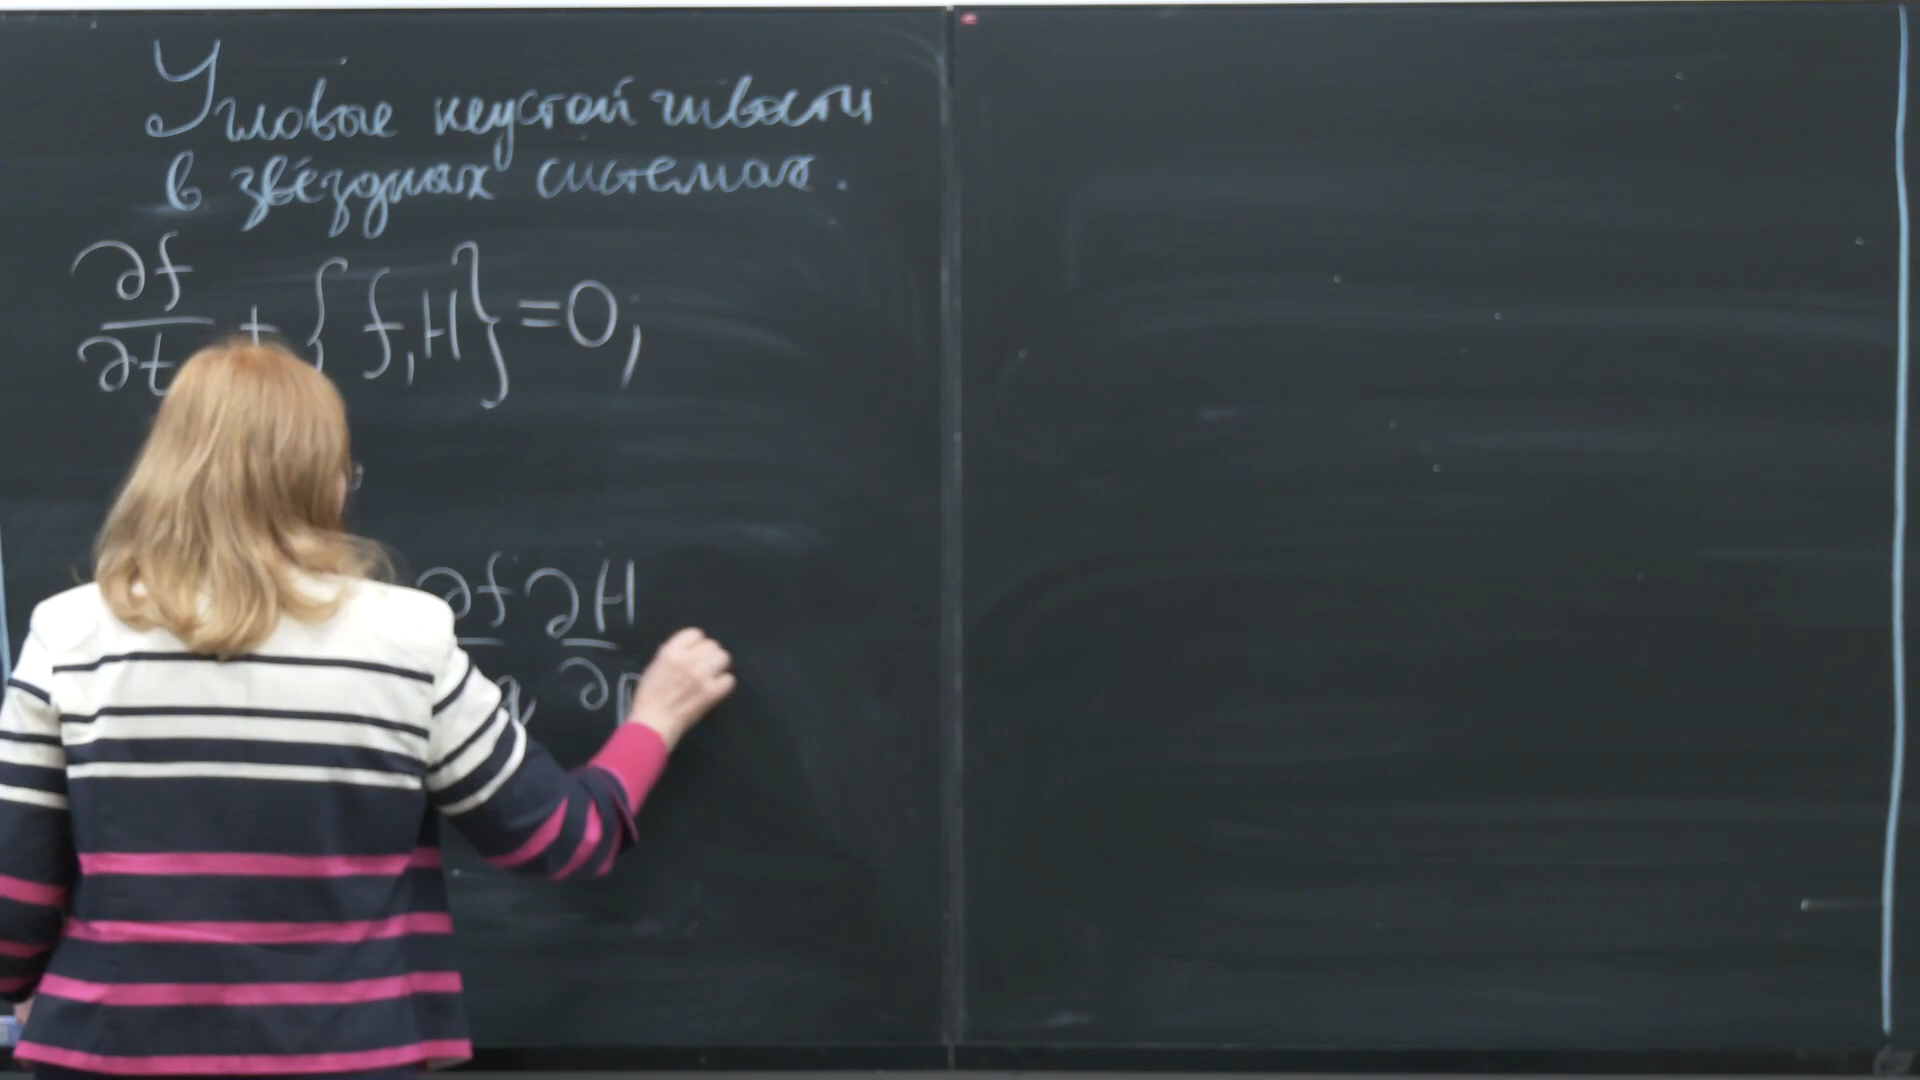 Угловые неустойчивости
в звёздных системах.
∂f/∂t + {f,H}=0,
∂f/∂q ∂H/∂p